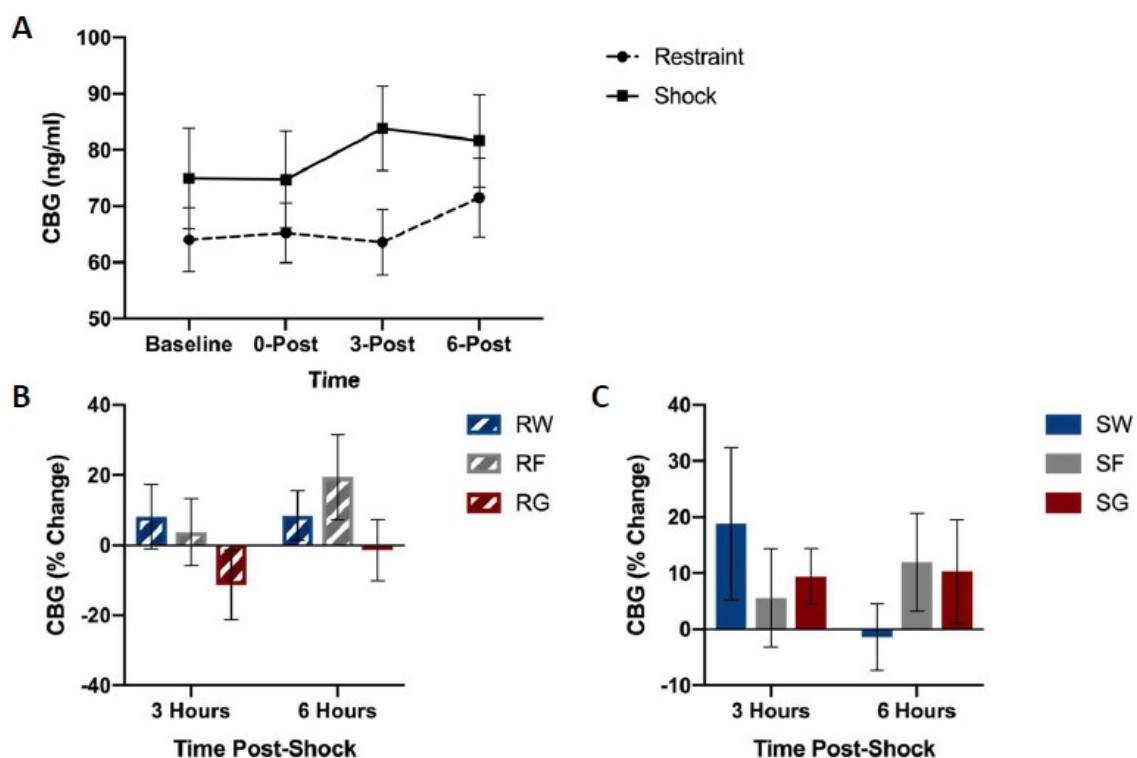 A
100
90
80
70
60
50
CBG (ng/ml)
Baseline 0-Post 3-Post 6-Post
Time
Restraint
Shock
B
40
20
0
-20
-40
CBG (% Change)
3 Hours 6 Hours
Time Post-Shock
RW
RF
RG
C
40
30
20
10
0
-10
CBG (% Change)
3 Hours 6 Hours
Time Post-Shock
SW
SF
SG